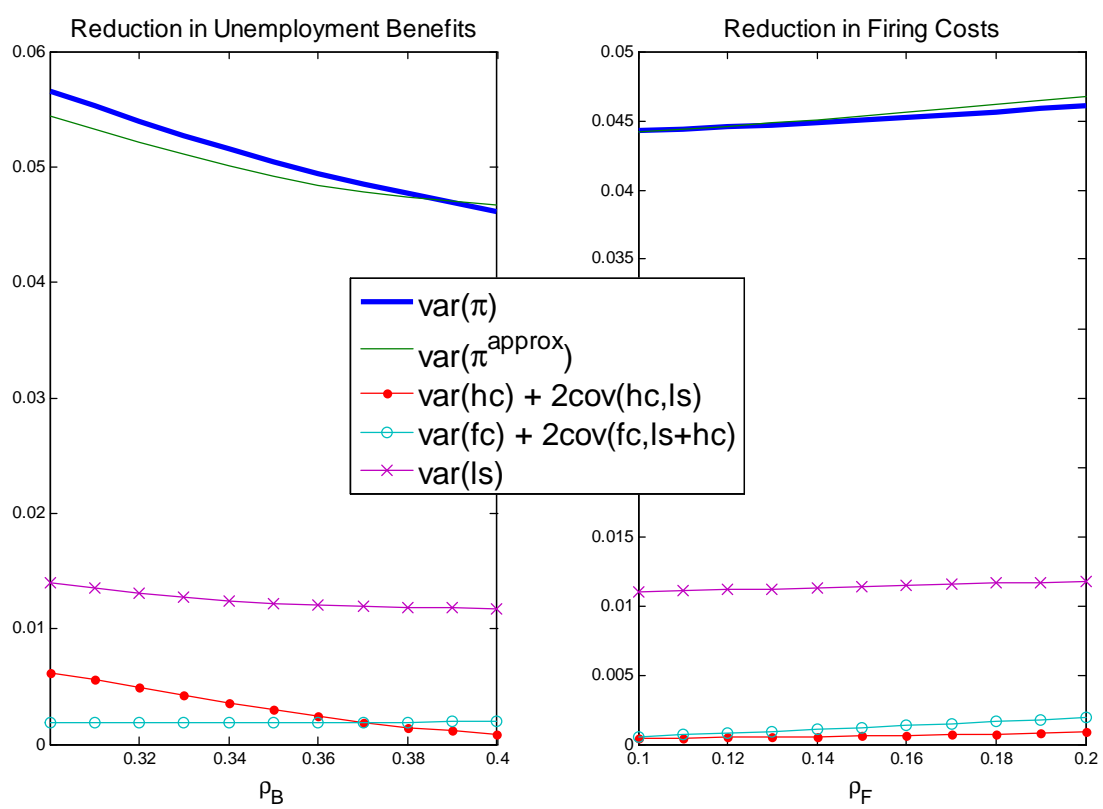 Reduction in Unemployment Benefits
0.06
0.05
0.04
0.03
0.02
0.01
0
0.32
0.34
0.36
0.38
0.4
ρB
Reduction in Firing Costs
0.05
0.045
0.04
0.015
0.01
0.005
0
0.1
0.12
0.14
0.16
0.18
0.2
ρF
var(π)
var(π^approx)
var(hc) + 2cov(hc,ls)
var(fc) + 2cov(fc,ls+hc)
var(ls)